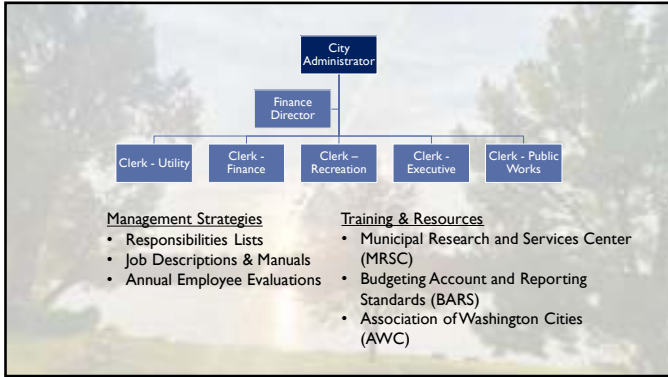 City
Administrator
Finance
Director
Clerk - Utility
Clerk -
Finance
Clerk –
Recreation
Clerk -
Executive
Clerk - Public
Works
Management Strategies
• Responsibilities Lists
• Job Descriptions & Manuals
• Annual Employee Evaluations
Training & Resources
• Municipal Research and Services Center
(MRSC)
• Budgeting Account and Reporting
Standards (BARS)
• Association of Washington Cities
(AWC)